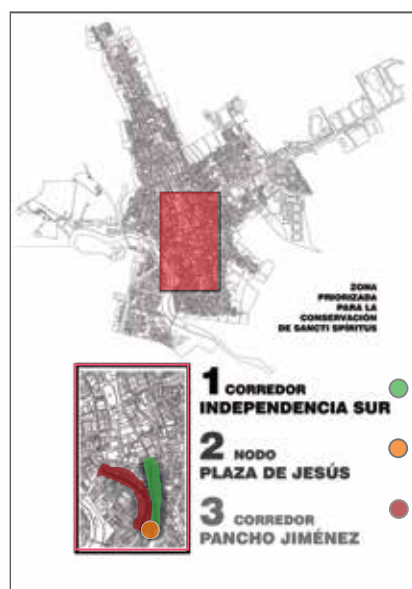 ZONA
PRIORIZADA
PARA LA
CONSERVACIÓN
DE SANCTI SPÍRITUS
1 CORREDOR
INDEPENDENCIA SUR
2 NODO
PLAZA DE JESÚS
3 CORREDOR
PANCHO JIMÉNEZ